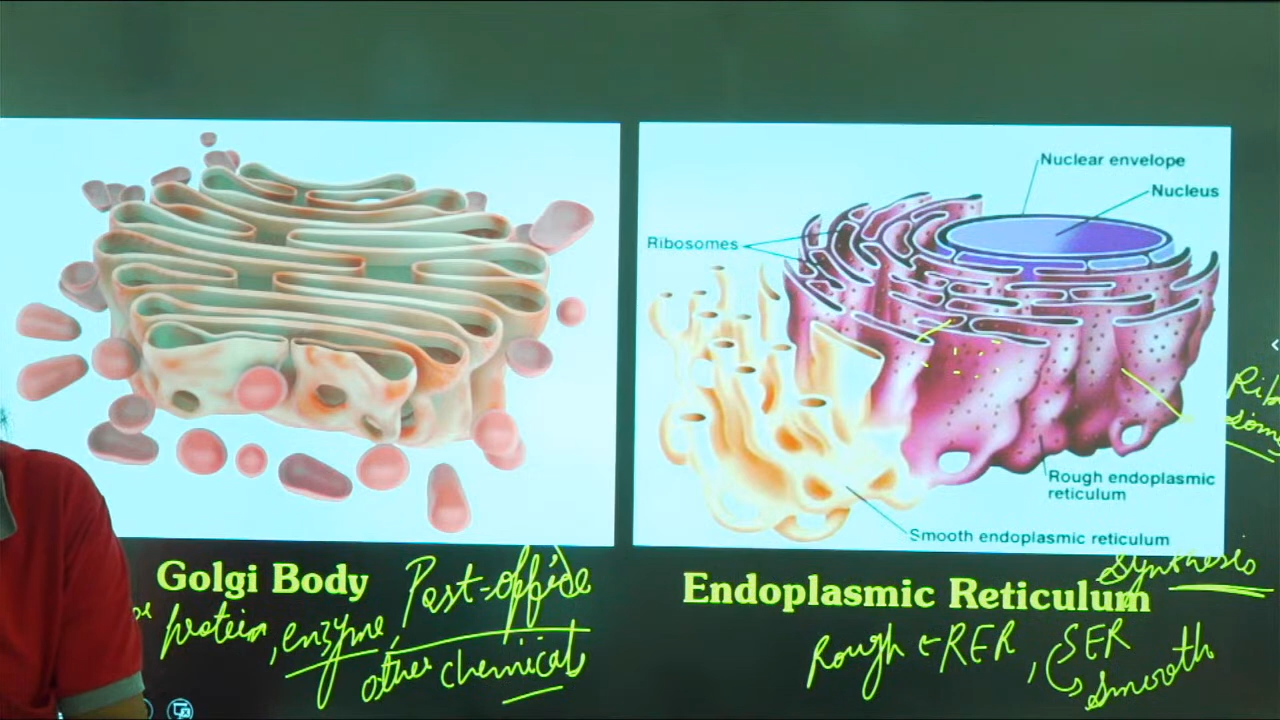 Nuclear envelope
Nucleus
Ribosomes
Rough endoplasmic
reticulum
Smooth endoplasmic reticulum
Golgi Body
Post-office
protein, enzyme,
other chemicals
Endoplasmic Reticulum
Synthesis
Rough ← RER, SER
Smooth